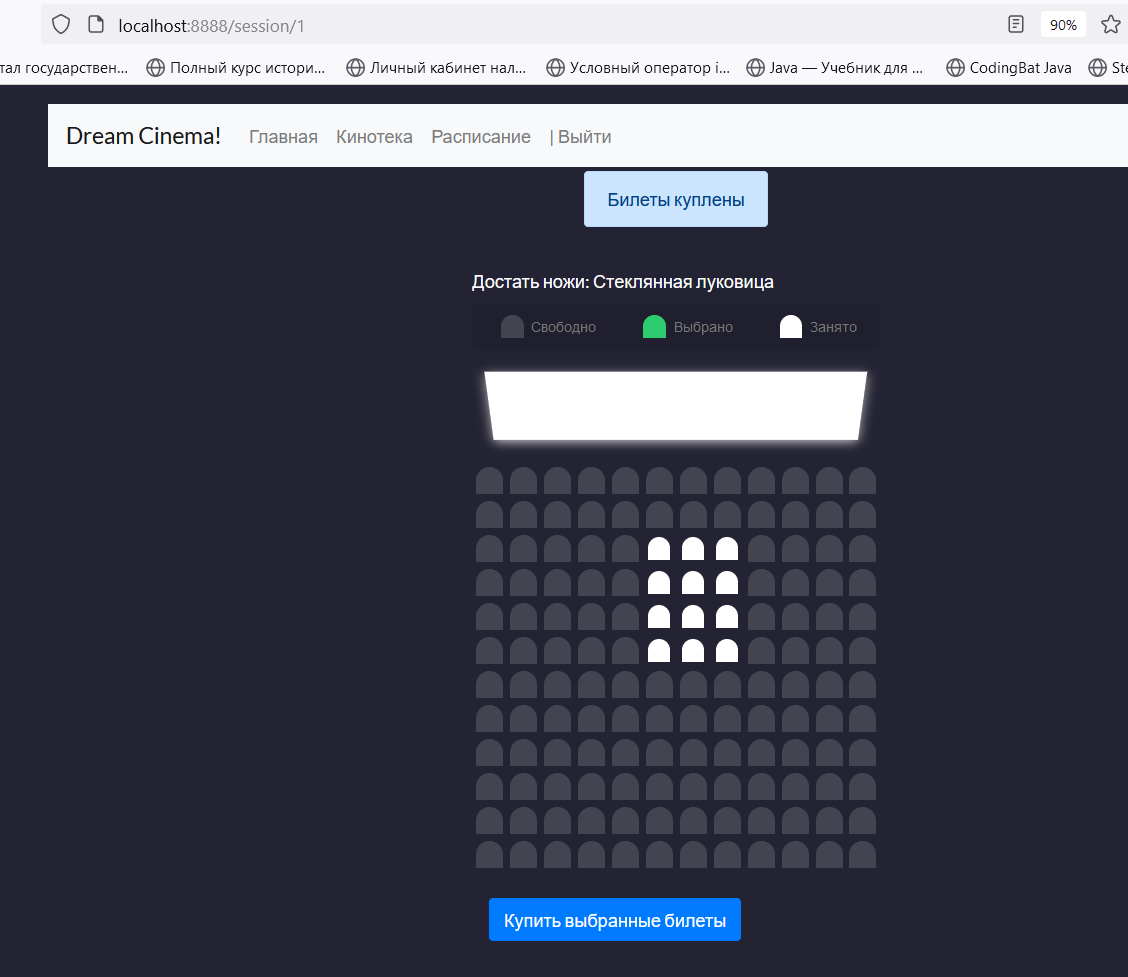 localhost:8888/session/1
90%
тал государствен...
Полный курс истори...
Личный кабинет нал...
Условный оператор i...
Java — Учебник для ...
CodingBat Java
Ste
Dream Cinema!
Главная
Кинотека
Расписание
| Выйти
Билеты куплены
Достать ножи: Стеклянная луковица
Свободно
Выбрано
Занято
Купить выбранные билеты